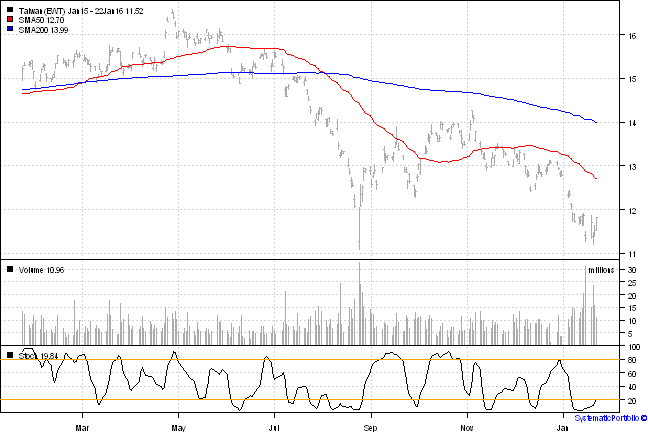 Taiwan (EWT) Jan15 - 22Jan16 11.52
SMA50 12.70
SMA200 13.99
16
15
14
13
12
11
Volume 10.96
millions
30
25
20
15
10
5
Stoch 19.84
100
80
60
40
20
Mar May Jul Sep Nov Jan
SystematicPortfolio ©